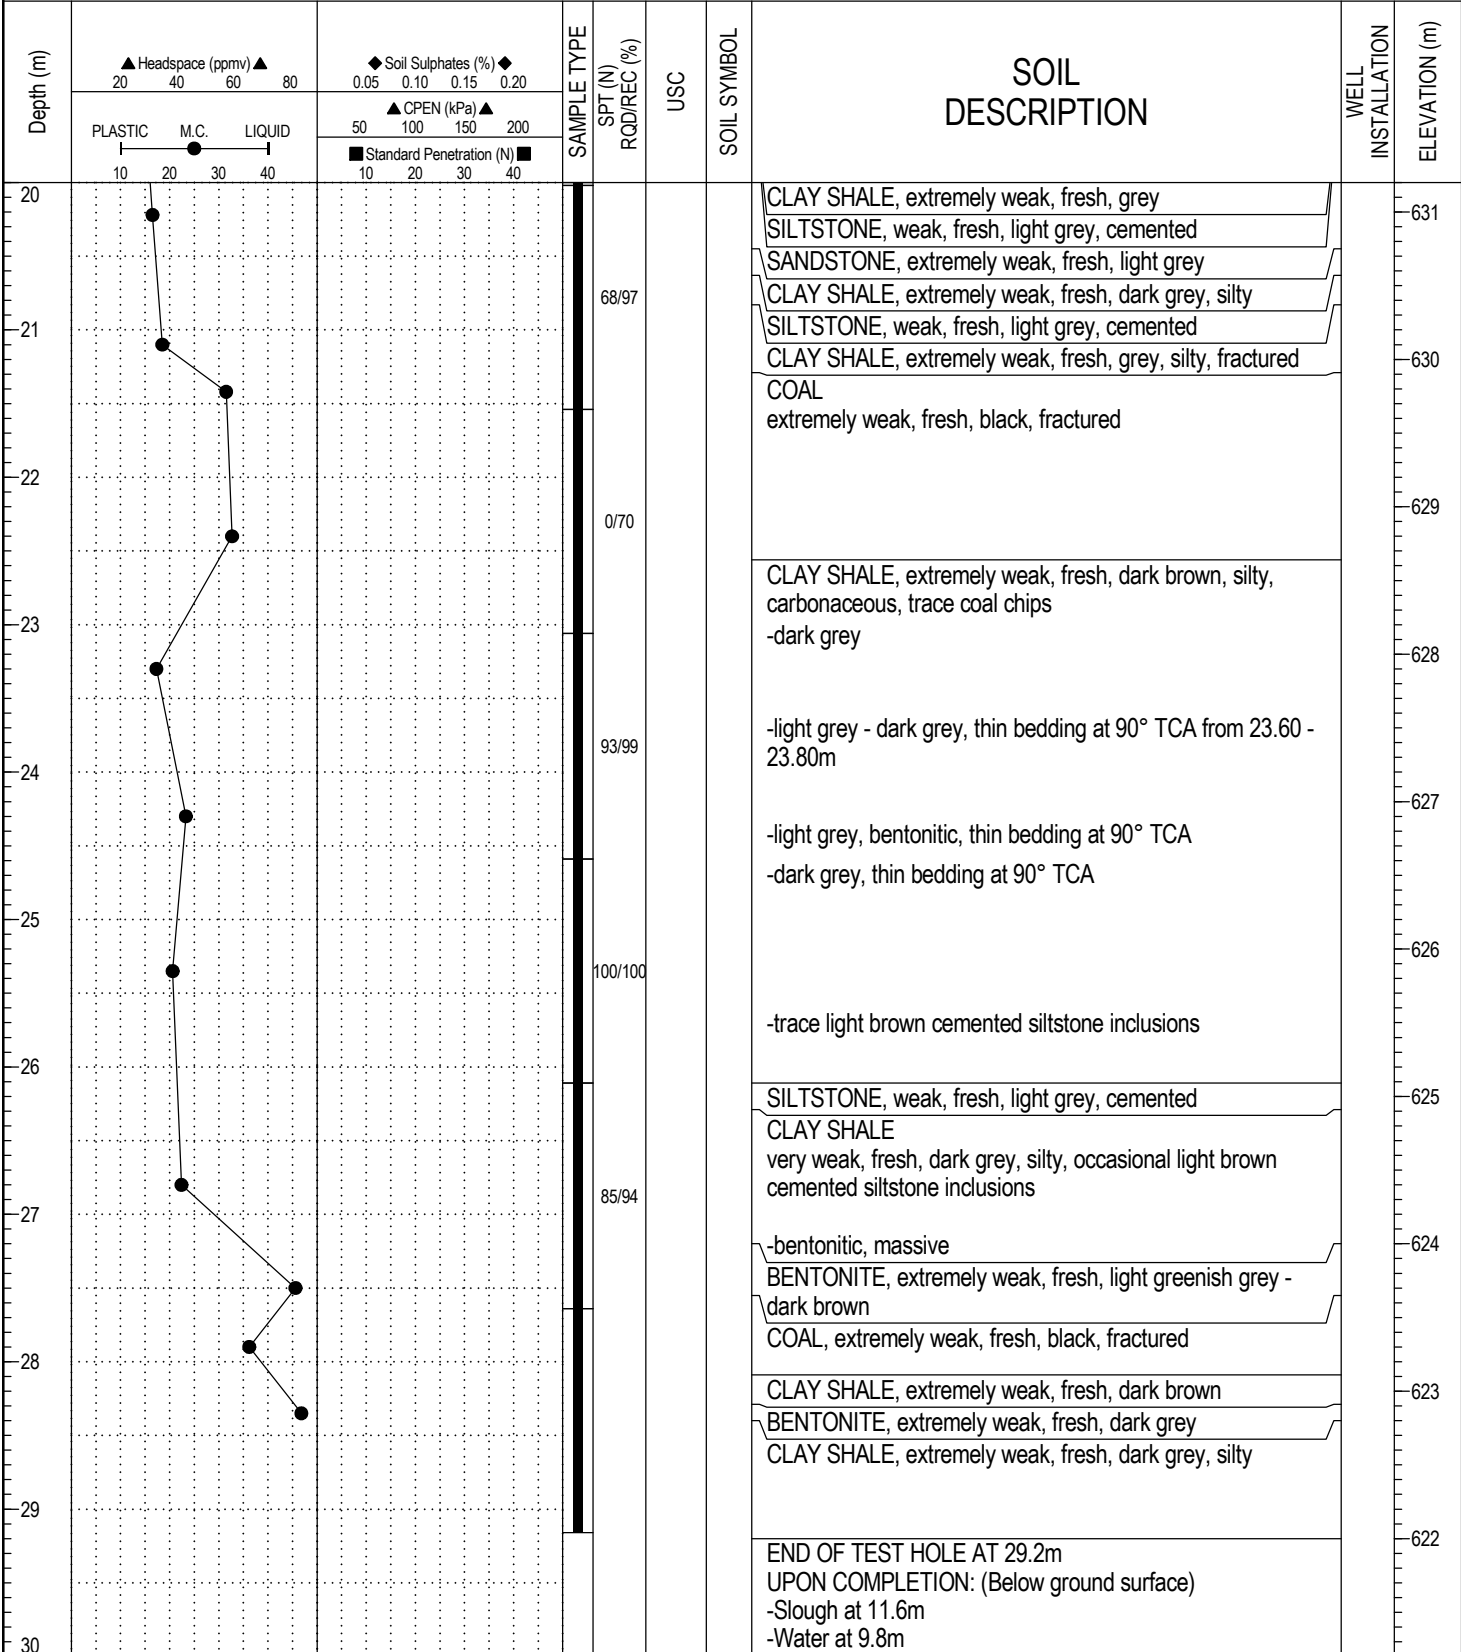 Depth (m)
▲ Headspace (ppmv) ▲
20 40 60 80
PLASTIC M.C. LIQUID
10 20 30 40
◆ Soil Sulphates (%) ◆
0.05 0.10 0.15 0.20
▲ CPEN (kPa) ▲
50 100 150 200
■ Standard Penetration (N) ■
10 20 30 40
SAMPLE TYPE
SPT (N)
RQD/REC (%)
USC
SOIL SYMBOL
SOIL
DESCRIPTION
WELL
INSTALLATION
ELEVATION (m)
20
CLAY SHALE, extremely weak, fresh, grey
631
SILTSTONE, weak, fresh, light grey, cemented
SANDSTONE, extremely weak, fresh, light grey
68/97
CLAY SHALE, extremely weak, fresh, dark grey, silty
21
SILTSTONE, weak, fresh, light grey, cemented
CLAY SHALE, extremely weak, fresh, grey, silty, fractured
630
COAL
extremely weak, fresh, black, fractured
22
629
0/70
CLAY SHALE, extremely weak, fresh, dark brown, silty,
carbonaceous, trace coal chips
23
-dark grey
628
-light grey - dark grey, thin bedding at 90° TCA from 23.60 -
23.80m
93/99
24
627
-light grey, bentonitic, thin bedding at 90° TCA
-dark grey, thin bedding at 90° TCA
25
626
100/100
-trace light brown cemented siltstone inclusions
26
SILTSTONE, weak, fresh, light grey, cemented
625
CLAY SHALE
very weak, fresh, dark grey, silty, occasional light brown
cemented siltstone inclusions
85/94
27
-bentonitic, massive
624
BENTONITE, extremely weak, fresh, light greenish grey -
dark brown
COAL, extremely weak, fresh, black, fractured
28
CLAY SHALE, extremely weak, fresh, dark brown
623
BENTONITE, extremely weak, fresh, dark grey
CLAY SHALE, extremely weak, fresh, dark grey, silty
29
622
END OF TEST HOLE AT 29.2m
UPON COMPLETION: (Below ground surface)
-Slough at 11.6m
-Water at 9.8m
30